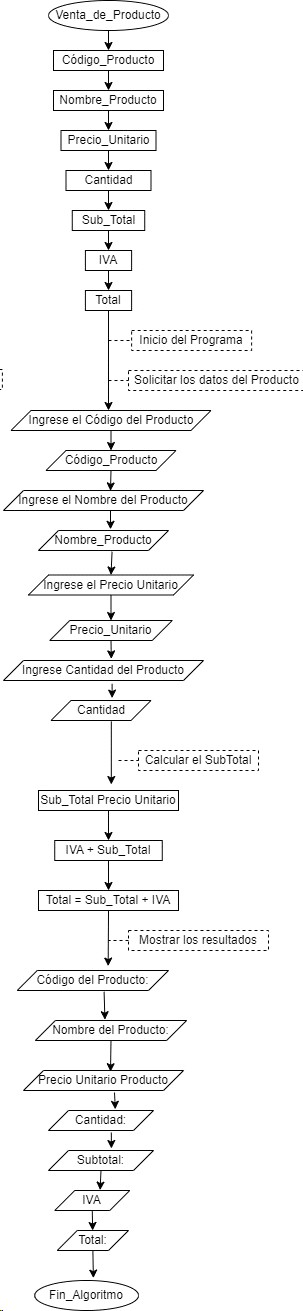 Venta_de_Producto
Código_Producto
Nombre_Producto
Precio_Unitario
Cantidad
Sub_Total
IVA
Total
Inicio del Programa
Solicitar los datos del Producto
Ingrese el Código del Producto
Código_Producto
Ingrese el Nombre del Producto
Nombre_Producto
Ingrese el Precio Unitario
Precio_Unitario
Ingrese Cantidad del Producto
Cantidad
Calcular el SubTotal
Sub_Total Precio Unitario
IVA + Sub_Total
Total = Sub_Total + IVA
Mostrar los resultados
Código del Producto:
Nombre del Producto:
Precio Unitario Producto
Cantidad:
Subtotal:
IVA
Total:
Fin_Algoritmo